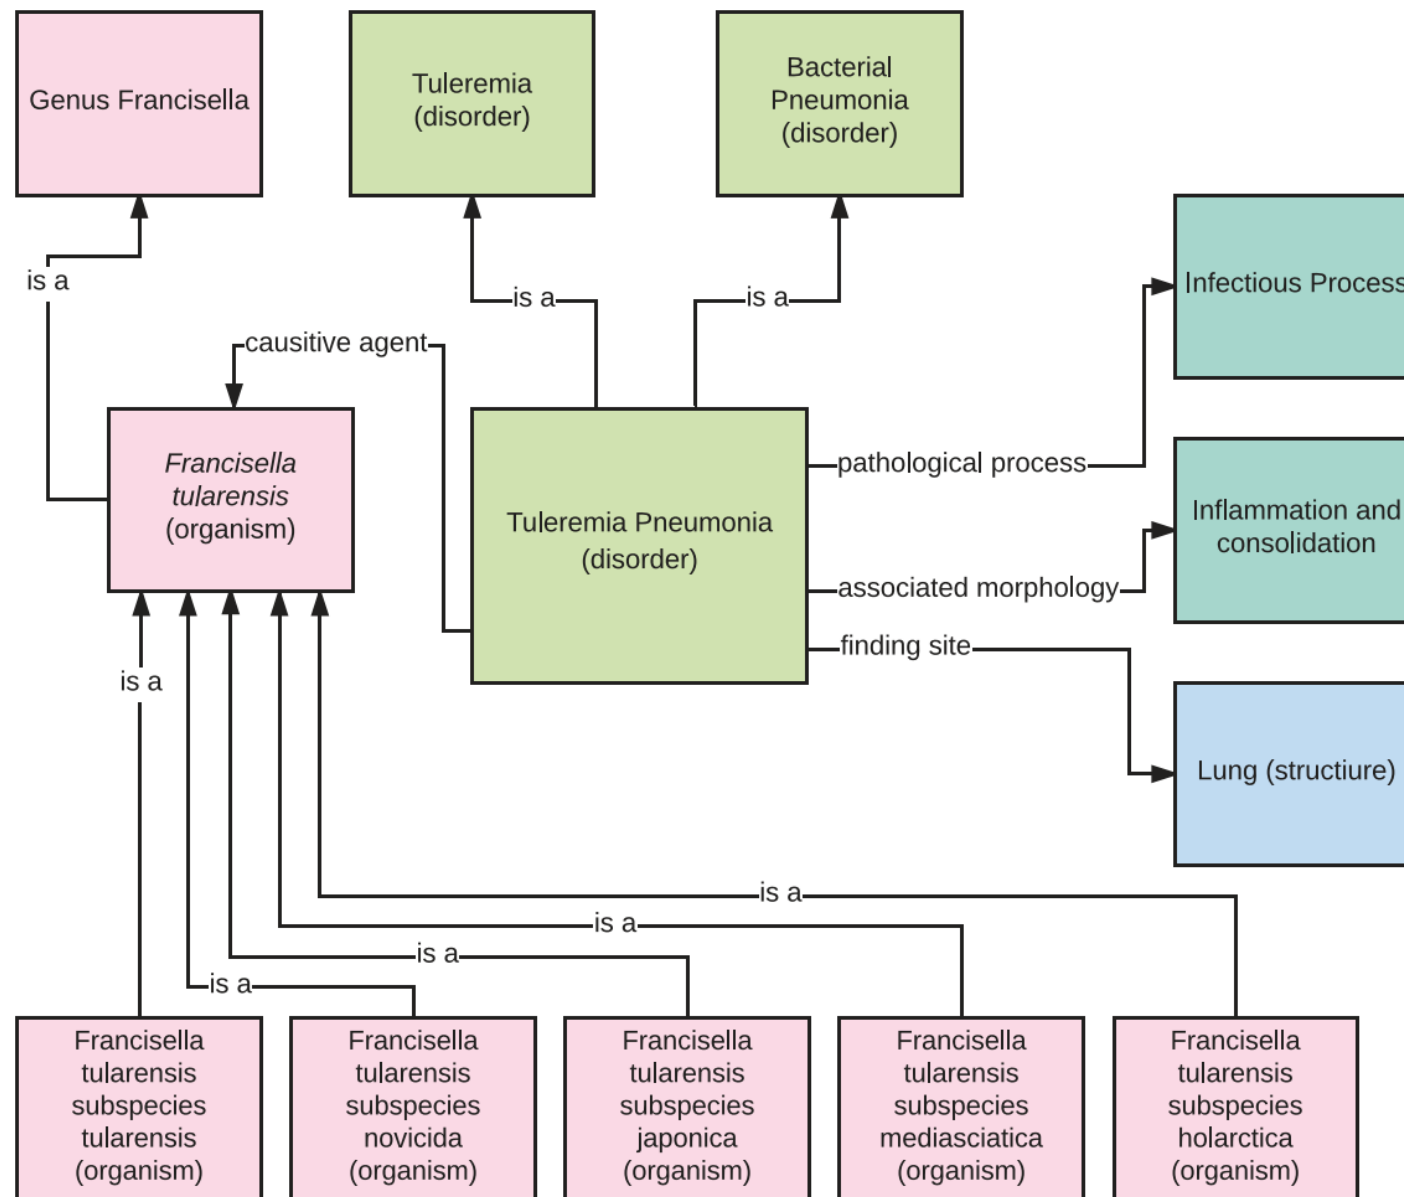 Genus Francisella
Tuleremia
(disorder)
Bacterial
Pneumonia
(disorder)
is a
is a
is a
Infectious Process
causitive agent
Francisella
tularensis
(organism)
Tuleremia Pneumonia
(disorder)
pathological process
Inflammation and
consolidation
associated morphology
finding site
is a
Lung (structiure)
is a
is a
is a
is a
Francisella
tularensis
subspecies
tularensis
(organism)
Francisella
tularensis
subspecies
novicida
(organism)
Francisella
tularensis
subspecies
japonica
(organism)
Francisella
tularensis
subspecies
mediasciatica
(organism)
Francisella
tularensis
subspecies
holarctica
(organism)